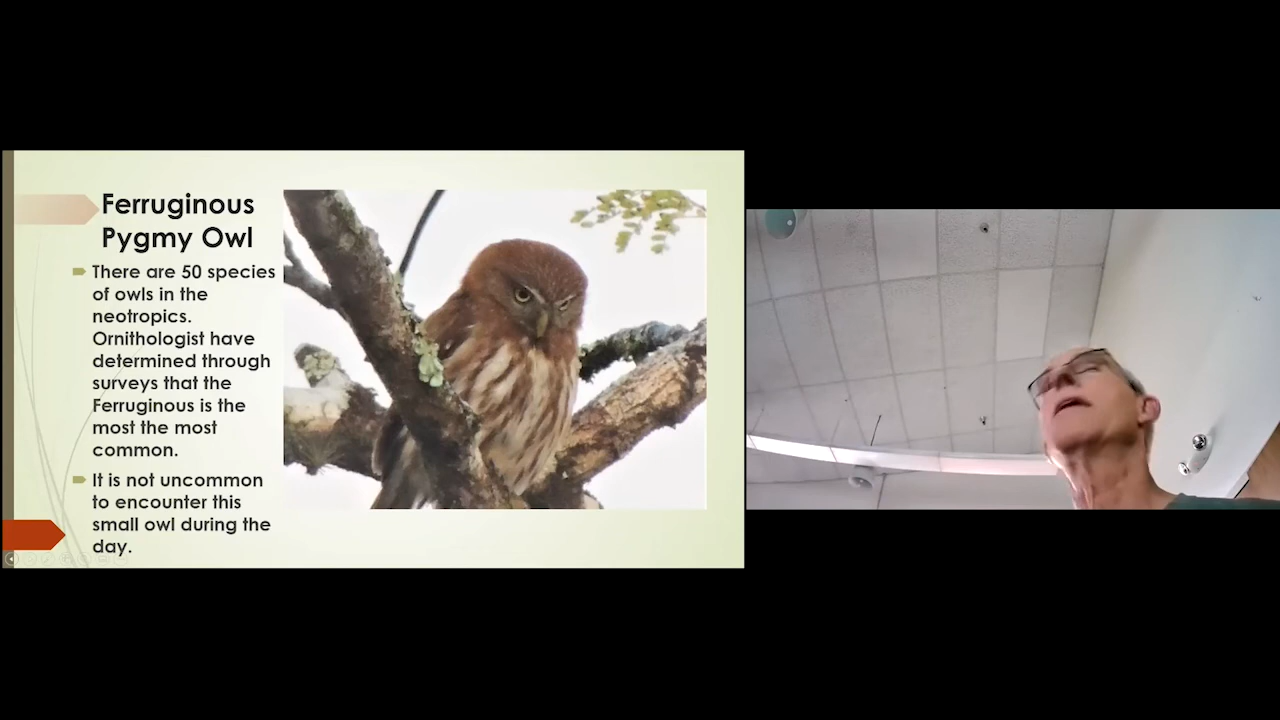 Ferruginous
Pygmy Owl
There are 50 species
of owls in the
neotropics.
Ornithologist have
determined through
surveys that the
Ferruginous is the
most the most
common.
It is not uncommon
to encounter this
small owl during the
day.